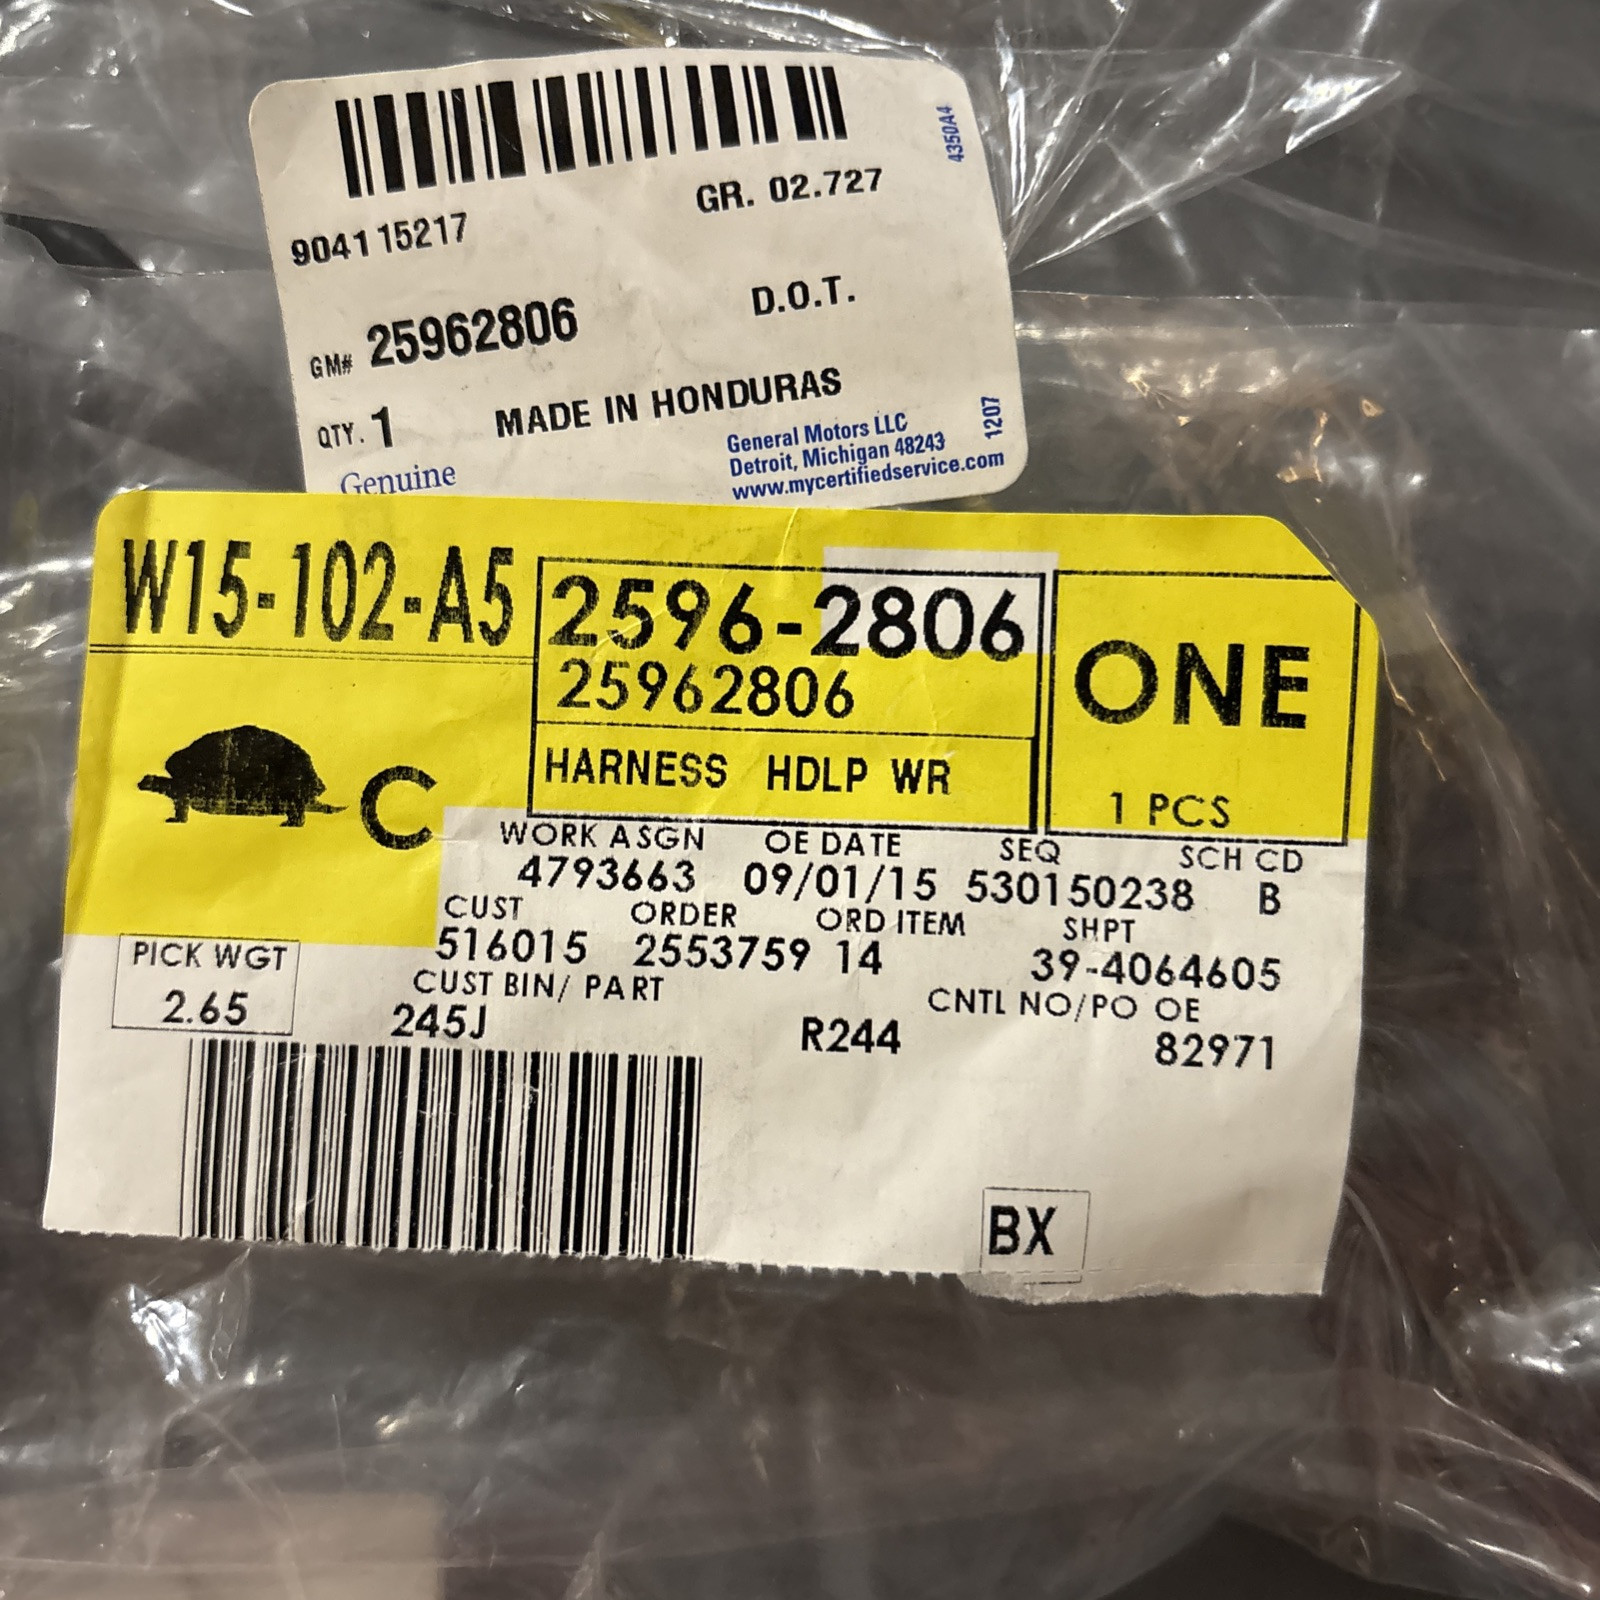 4350A4
GR. 02.727
904115217
D.O.T.
GM# 25962806
QTY. 1 MADE IN HONDURAS
1207
Genuine
General Motors LLC
Detroit, Michigan 48243
www.mycertifiedservice.com
W15-102-A5
2596-2806
25962806
ONE
HARNESS HDLP WR
C
1 PCS
WORK ASGN OE DATE SEQ SCH CD
4793663 09/01/15 530150238 B
CUST ORDER ORD ITEM SHPT
516015 2553759 14 39-4064605
PICK WGT
2.65
CUST BIN/ PART CNTL NO/PO OE
245J R244 82971
BX